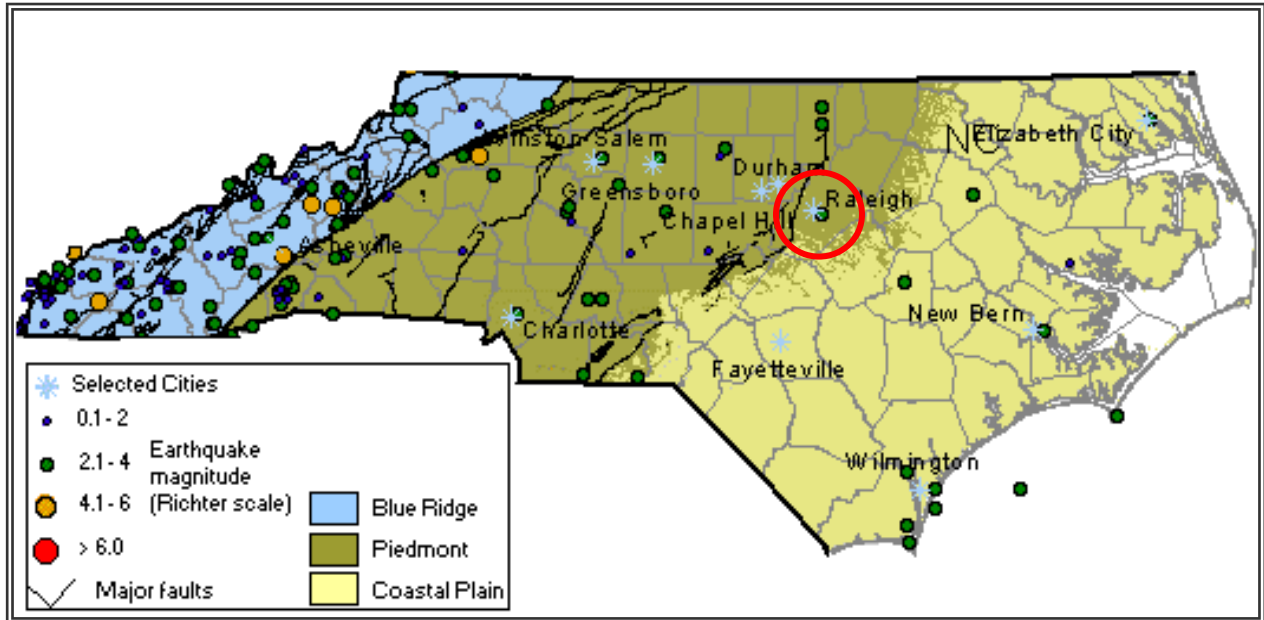 NC
Elizabeth City
Winston-Salem
Durham
Greensboro
Raleigh
Chapel Hill
Asheville
New Bern
Charlotte
Fayetteville
Wilmington
Selected Cities
0.1 - 2
2.1 - 4 Earthquake
magnitude
4.1 - 6 (Richter scale)
> 6.0
Major faults
Blue Ridge
Piedmont
Coastal Plain